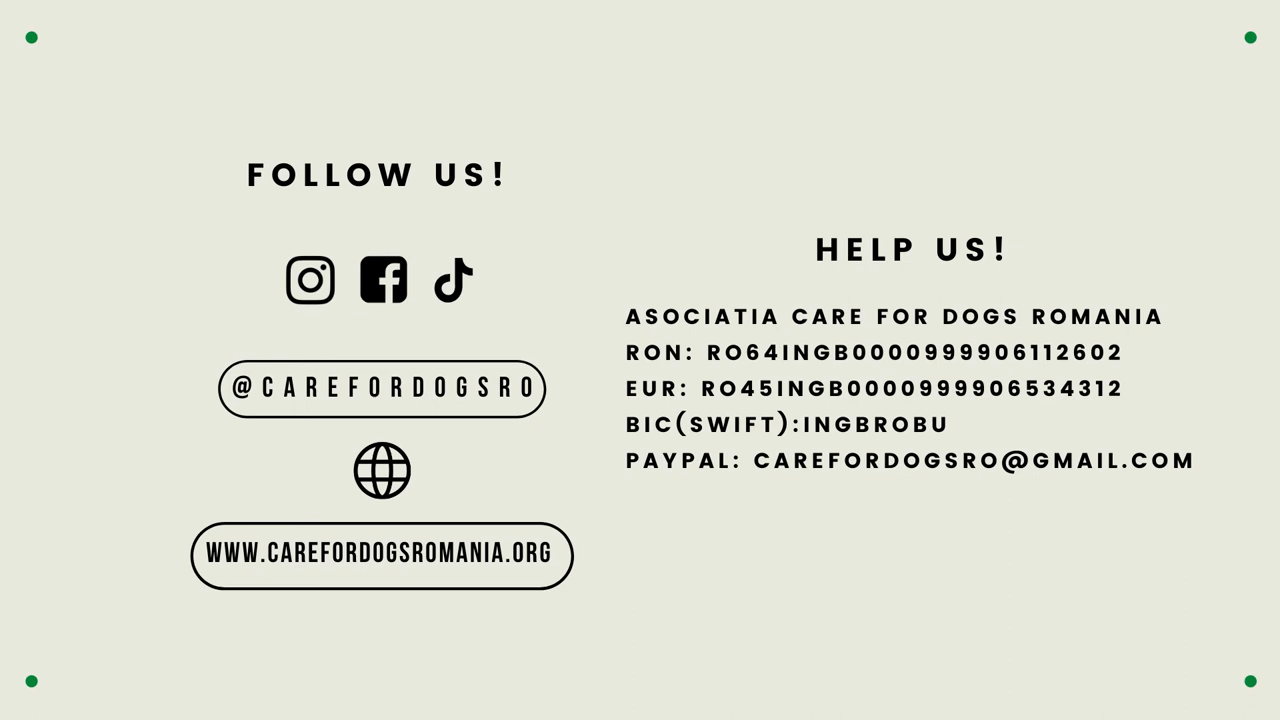 FOLLOW US!
@CAREFORDOGSRO
WWW.CAREFORDOGSROMANIA.ORG
HELP US!
ASOCIATIA CARE FOR DOGS ROMANIA
RON: RO64INGB0000999906112602
EUR: RO45INGB0000999906534312
BIC(SWIFT):INGBROBU
PAYPAL: CAREFORDOGSRO@GMAIL.COM